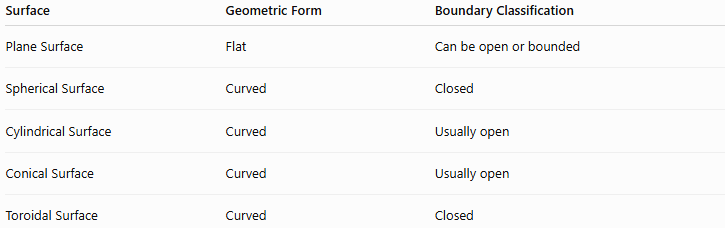 Surface Geometric Form Boundary Classification
Plane Surface Flat Can be open or bounded
Spherical Surface Curved Closed
Cylindrical Surface Curved Usually open
Conical Surface Curved Usually open
Toroidal Surface Curved Closed